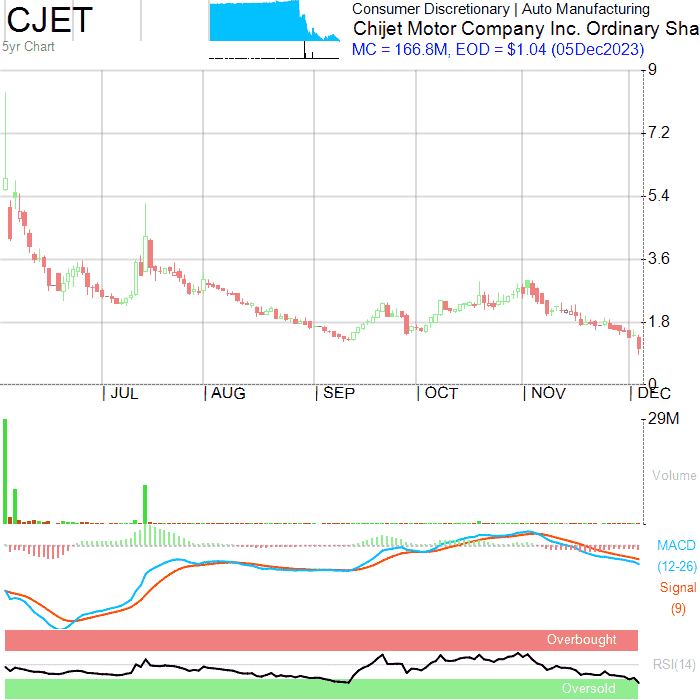 CJET
5yr Chart
Consumer Discretionary | Auto Manufacturing
Chijet Motor Company Inc. Ordinary Sha
MC = 166.8M, EOD = $1.04 (05Dec2023)
9
7.2
5.4
3.6
1.8
0
| JUL
| AUG
| SEP
| OCT
| NOV
| DEC
29M
Volume
MACD
(12-26)
Signal
(9)
Overbought
RSI(14)
Oversold